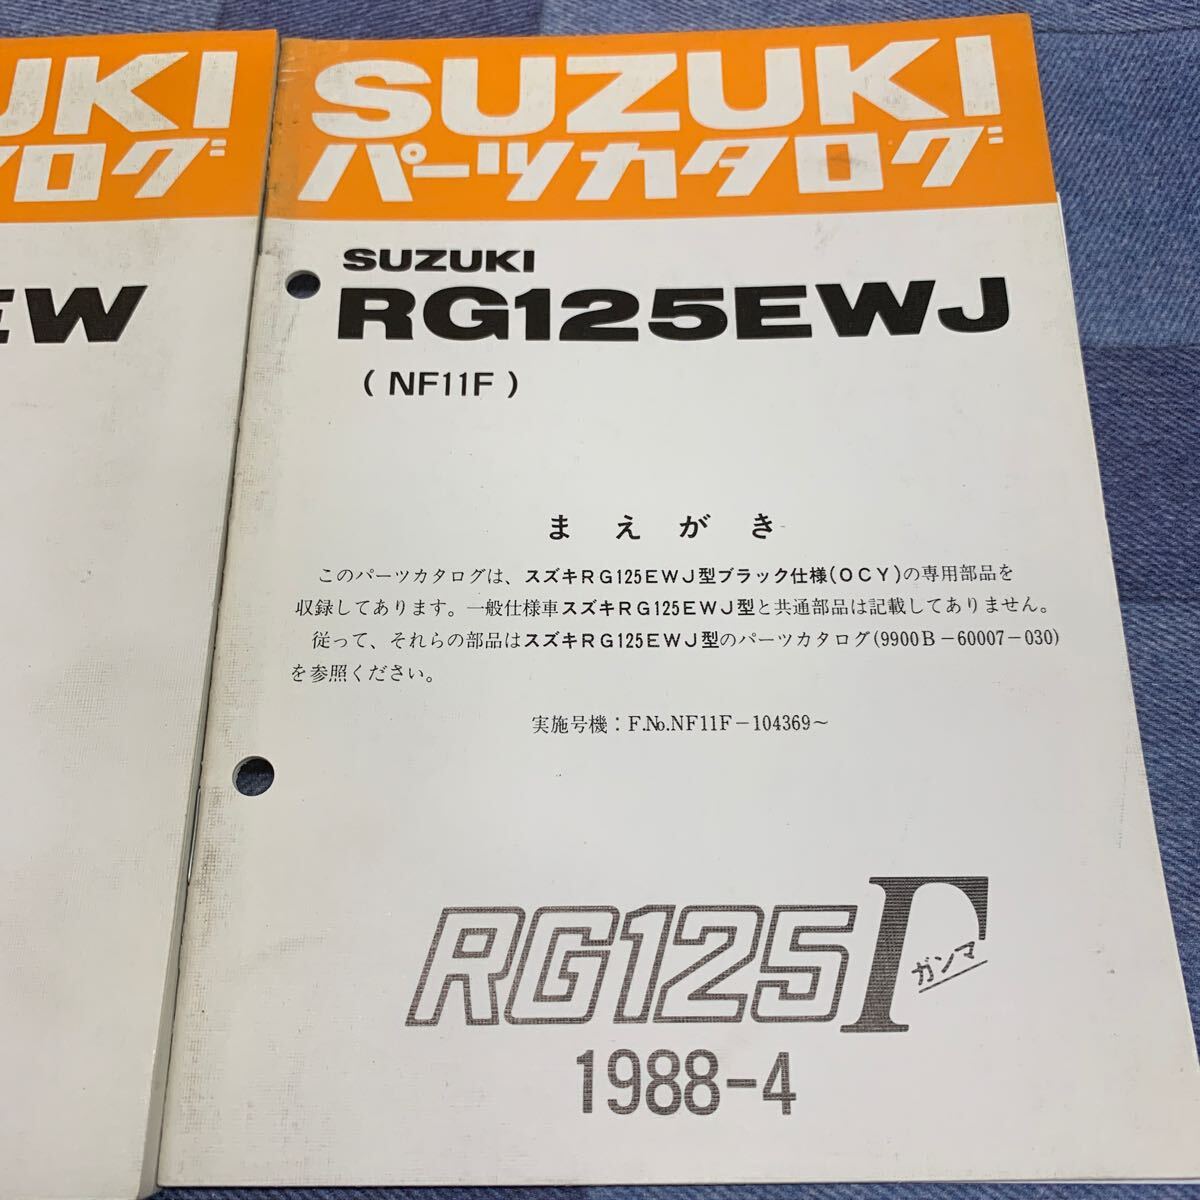 UKI
ログ
EW
SUZUKI
パーツカタログ
SUZUKI
RG125EWJ
( NF11F )
まえがき
このパーツカタログは、スズキRG125EWJ型ブラック仕様(OCY)の専用部品を
収録してあります。一般仕様車スズキRG125EWJ型と共通部品は記載してありません。
従って、それらの部品はスズキRG125EWJ型のパーツカタログ(9900B-60007-030)
を参照ください。
実施号機:F.No.NF11F-104369~
RG125Γ
ガンマ
1988-4